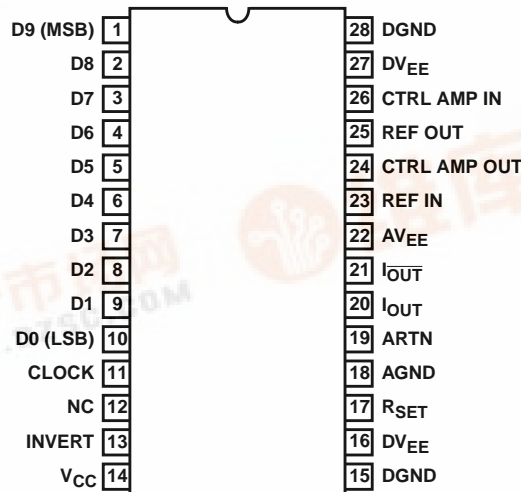 D9 (MSB) 1 28 DGND
D8 2 27 DVEE
D7 3 26 CTRL AMP IN
D6 4 25 REF OUT
D5 5 24 CTRL AMP OUT
D4 6 23 REF IN
D3 7 22 AVEE
D2 8 21 IOUT
D1 9 20 IOUT
D0 (LSB) 10 19 ARTN
CLOCK 11 18 AGND
NC 12 17 RSET
INVERT 13 16 DVEE
VCC 14 15 DGND